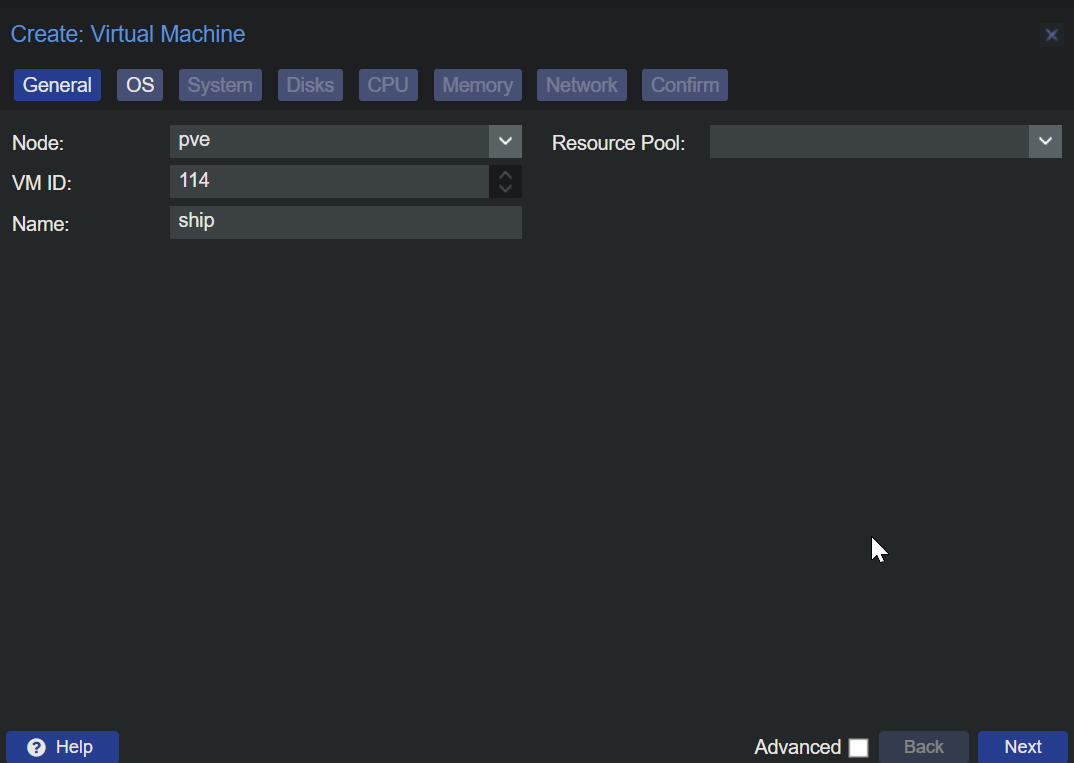 Create: Virtual Machine
General OS System Disks CPU Memory Network Confirm
Node: pve Resource Pool:
VM ID: 114
Name: ship
? Help Advanced Back Next